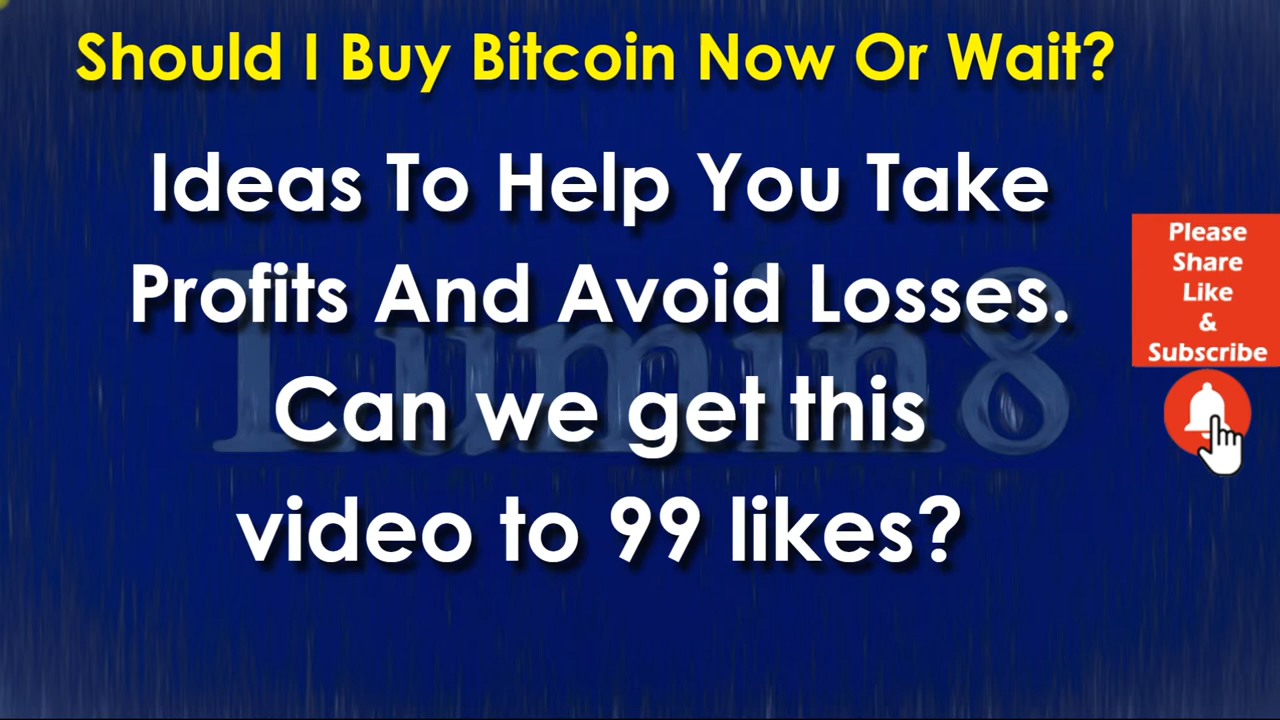 Should I Buy Bitcoin Now Or Wait?
Ideas To Help You Take
Profits And Avoid Losses.
Can we get this
video to 99 likes?
Lumin8
Please
Share
Like
&
Subscribe